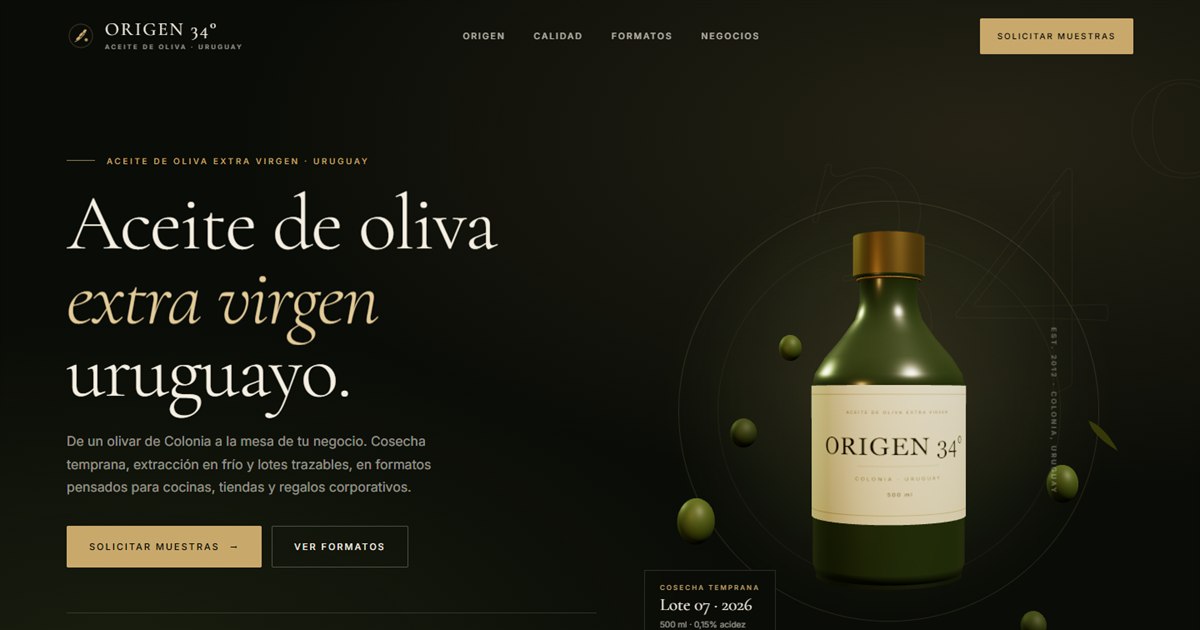 ORIGEN 34º
ACEITE DE OLIVA · URUGUAY
ORIGEN
CALIDAD
FORMATOS
NEGOCIOS
SOLICITAR MUESTRAS
ACEITE DE OLIVA EXTRA VIRGEN · URUGUAY
Aceite de oliva
extra virgen
uruguayo.
De un olivar de Colonia a la mesa de tu negocio. Cosecha
temprana, extracción en frío y lotes trazables, en formatos
pensados para cocinas, tiendas y regalos corporativos.
SOLICITAR MUESTRAS →
VER FORMATOS
ACEITE DE OLIVA EXTRA VIRGEN
ORIGEN 34º
COLONIA · URUGUAY
500 ml
EST. 2012 · COLONIA, URUGUAY
COSECHA TEMPRANA
Lote 07 · 2026
500 ml · 0,15% acidez